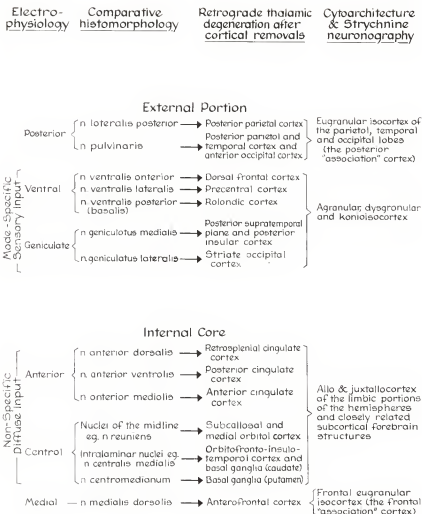 Electro-
physiology
Comparative
histomorphology
Retrograde thalamic
degeneration after
cortical removals
Cytoarchitecture
& Strychnine
neuronography
External Portion
Posterior
n lateralis posterior
Posterior parietal cortex
n pulvinaris
Posterior parietal and
temporal cortex and
anterior occipital cortex
Eugranular isocortex of
the parietal, temporal
and occipital lobes
(the posterior
"association" cortex)
Mode-Specific
Sensory Input
Ventral
n ventralis anterior
Dorsal frontal cortex
n ventralis lateralis
Precentral cortex
n ventralis posterior
(basalis)
Rolandic cortex
Geniculate
n geniculatus medialis
Posterior supratemporal
plane and posterior
insular cortex
n.geniculatus lateralis
Striate occipital
cortex
Agranular, dysgranular
and konioisocortex
Internal Core
Non-Specific
Diffuse Input
Anterior
n anterior dorsalis
Retrosplenial cingulate
cortex
n. anterior ventralis
Posterior cingulate
cortex
n anterior medialis
Anterior cingulate
cortex
Central
Nuclei of the midline
eg. n reuniens
Subcallosal and
medial orbital cortex
Intralaminar nuclei eg.
n centralis medialis
Orbitofronto-insulo-
temporal cortex and
basal ganglia (caudate)
n centromedianum
Basal ganglia (putamen)
Allo & juxtallocortex
of the limbic portions
of the hemispheres
and closely related
subcortical forebrain
structures
Medial
n medialis dorsalis
Anterofrontal cortex
Frontal eugranular
isocortex (the frontal
"association" cortex)